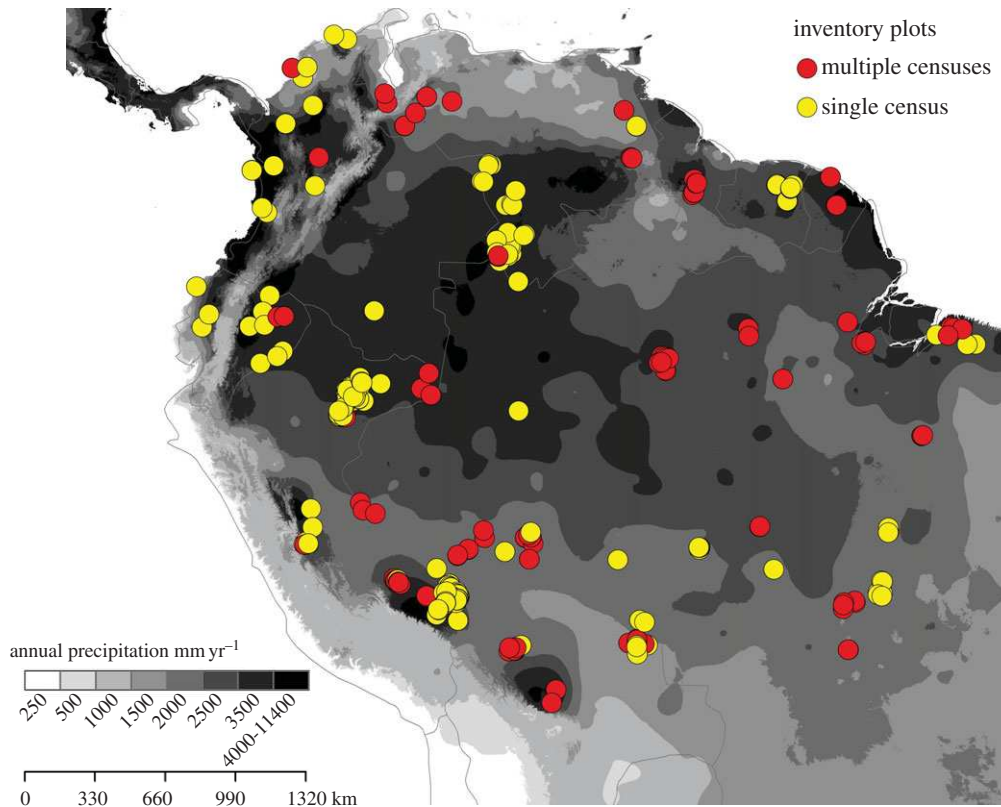 inventory plots
multiple censuses
single census
annual precipitation mm yr⁻¹
250 500 1000 1500 2000 2500 3500 4000-11400
0 330 660 990 1320 km